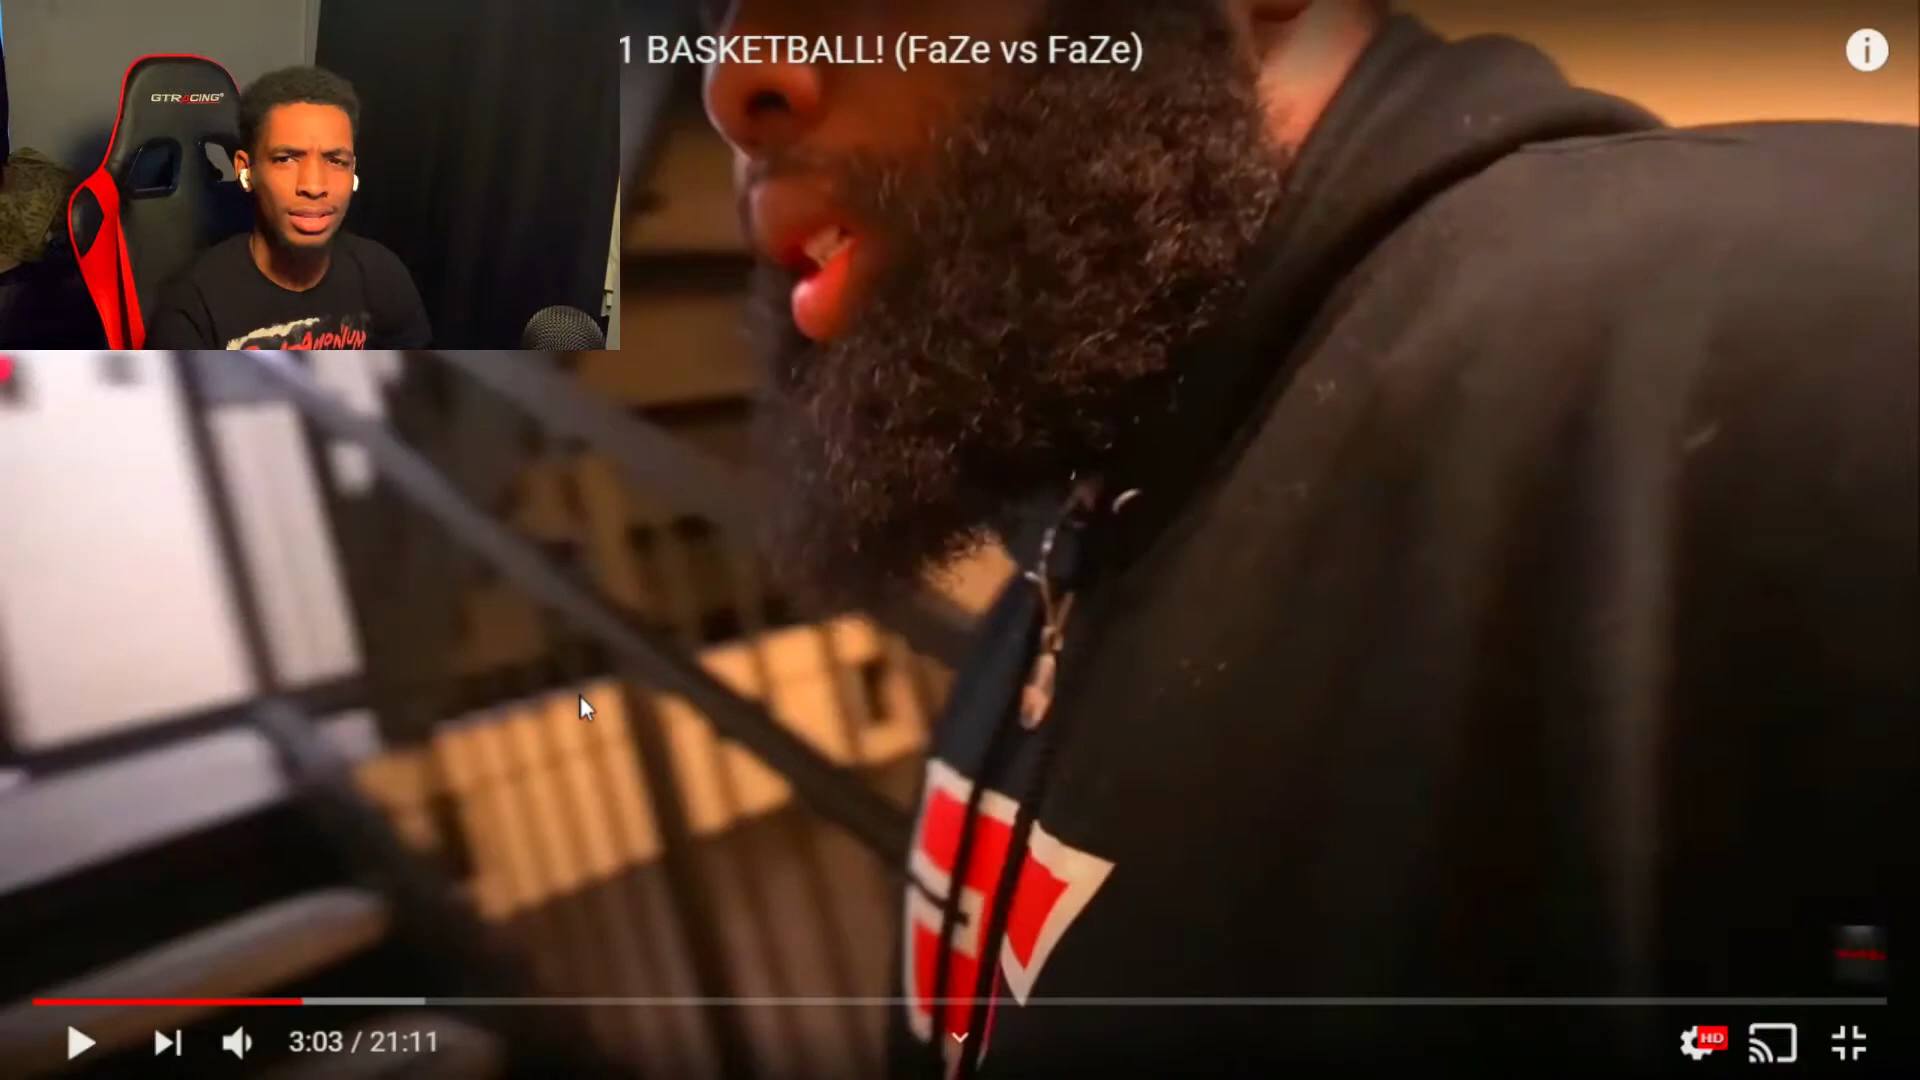 1 BASKETBALL! (FaZe vs FaZe)
GTRACING
3:03 / 21:11
HD